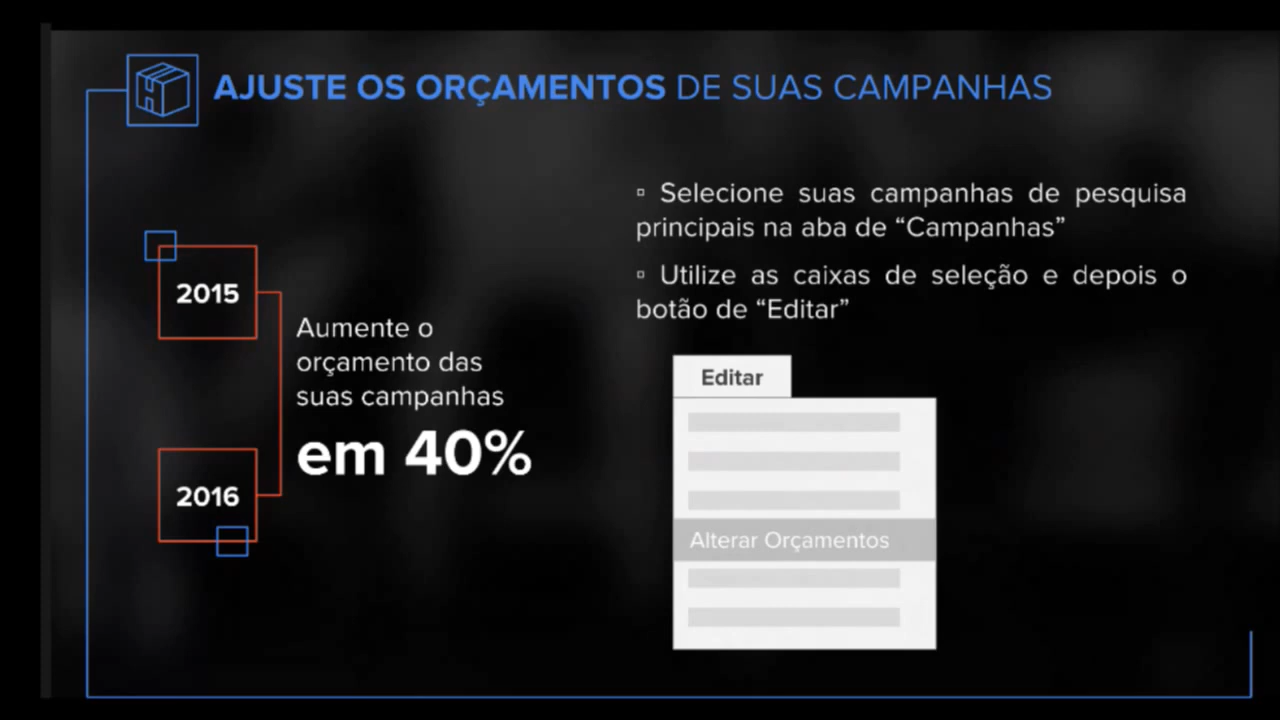 AJUSTE OS ORÇAMENTOS DE SUAS CAMPANHAS
2015
2016
Aumente o
orçamento das
suas campanhas
em 40%
▫ Selecione suas campanhas de pesquisa
principais na aba de “Campanhas”
▫ Utilize as caixas de seleção e depois o
botão de “Editar”
Editar
Alterar Orçamentos